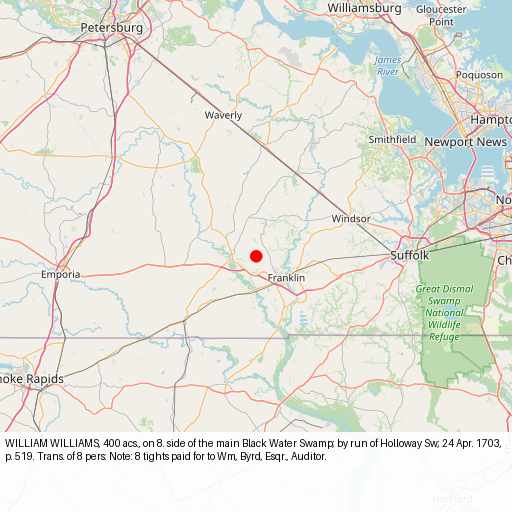 Williamsburg
Gloucester
Point
Petersburg
James
River
Poquoson
Waverly
Hampto
Smithfield
Newport News
No
Windsor
Suffolk
Ch
Emporia
Franklin
Great Dismal
Swamp
National
Wildlife
Refuge
noke Rapids
WILLIAM WILLIAMS, 400 acs., on 8. side of the main Black Water Swamp; by run of Holloway Sw; 24 Apr. 1703,
p. 519. Trans. of 8 pers: Note: 8 tights paid for to Wm, Byrd, Esqr., Auditor.
Hertford